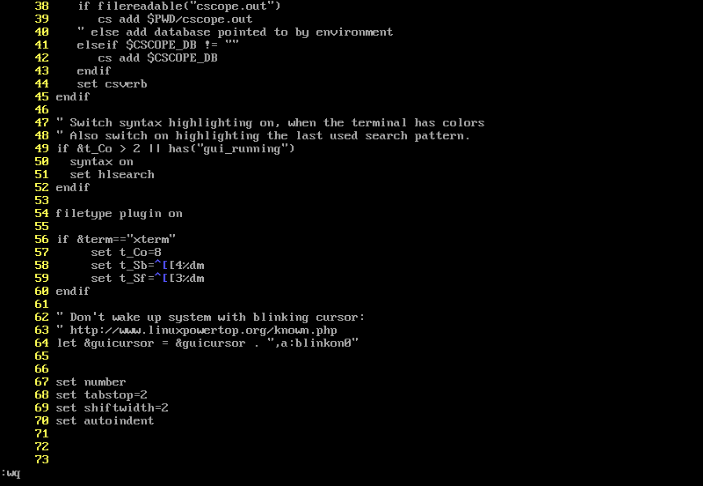 38     if filereadable("cscope.out")
39        cs add $PWD/cscope.out
40     " else add database pointed to by environment
41     elseif $CSCOPE_DB != ""
42        cs add $CSCOPE_DB
43     endif
44     set csverb
45  endif
46
47  " Switch syntax highlighting on, when the terminal has colors
48  " Also switch on highlighting the last used search pattern.
49  if &t_Co > 2 || has("gui_running")
50    syntax on
51    set hlsearch
52  endif
53
54  filetype plugin on
55
56  if &term=="xterm"
57       set t_Co=8
58       set t_Sb=^[[4%dm
59       set t_Sf=^[[3%dm
60  endif
61
62  " Don't wake up system with blinking cursor:
63  " http://www.linuxpowertop.org/known.php
64  let &guicursor = &guicursor . ",a:blinkon0"
65
66
67  set number
68  set tabstop=2
69  set shiftwidth=2
70  set autoindent
71
72
73
:wq